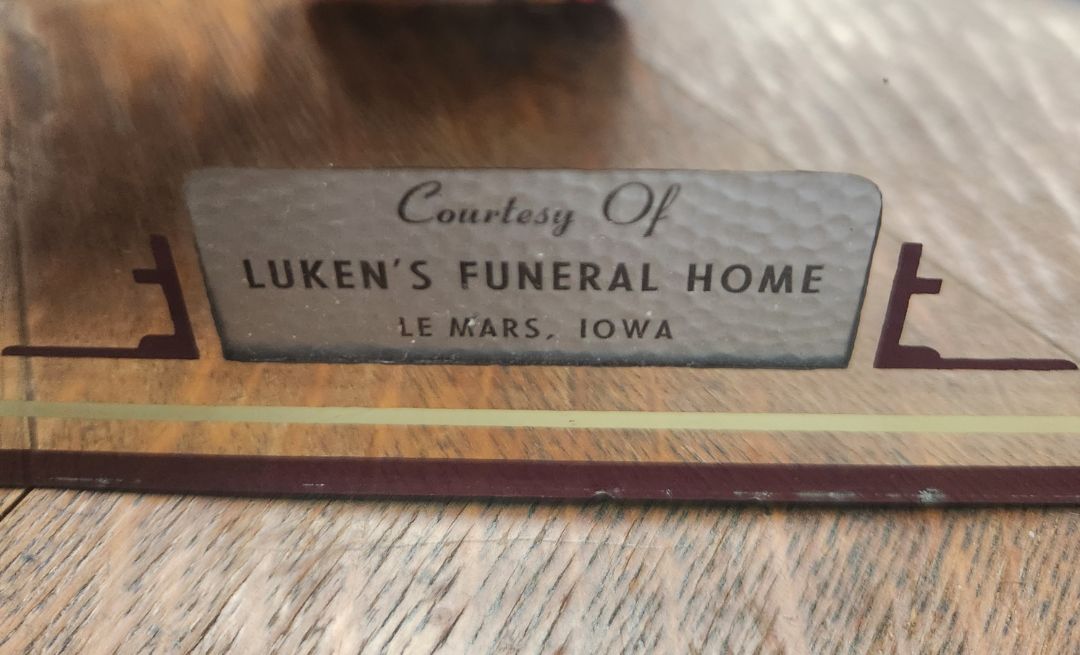 Courtesy Of
LUKEN'S FUNERAL HOME
LE MARS, IOWA